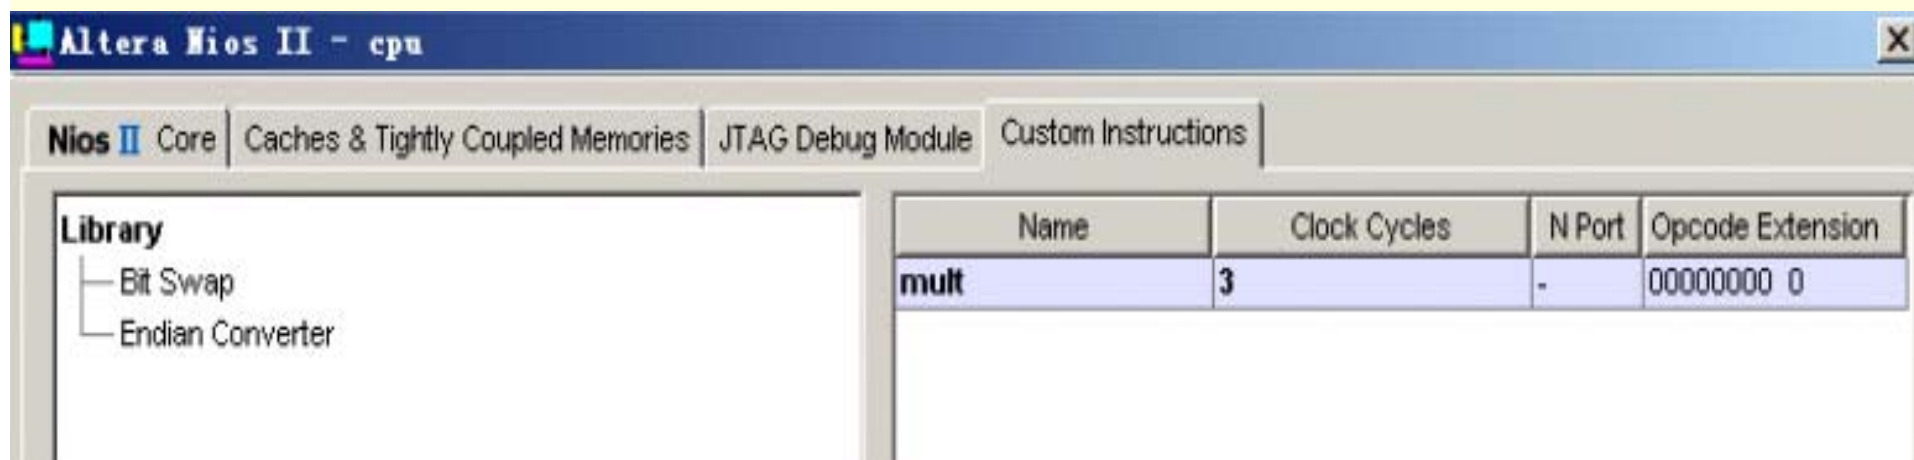 Altera Nios II - cpu
Nios II Core Caches & Tightly Coupled Memories JTAG Debug Module Custom Instructions
Library
Bit Swap
Endian Converter
Name Clock Cycles N Port Opcode Extension
mult 3 - 00000000 0